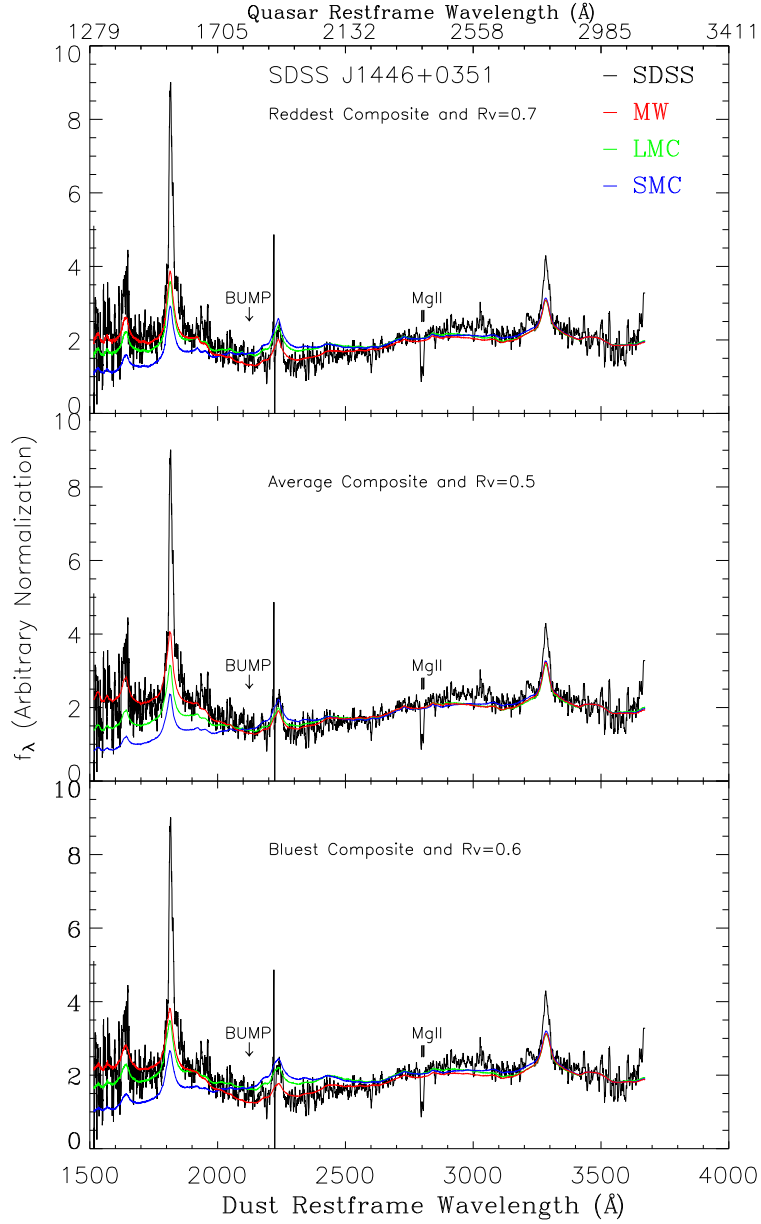 Quasar Restframe Wavelength (Å)
1279 1705 2132 2558 2985 3411
10
SDSS J1446+0351
SDSS
Reddest Composite and Rv=0.7
MW
LMC
SMC
8
6
4
BUMP
MgII
2
0
10
Average Composite and Rv=0.5
8
6
4
BUMP
MgII
2
0
10
Bluest Composite and Rv=0.6
8
6
4
BUMP
MgII
2
0
fλ (Arbitrary Normalization)
1500 2000 2500 3000 3500 4000
Dust Restframe Wavelength (Å)